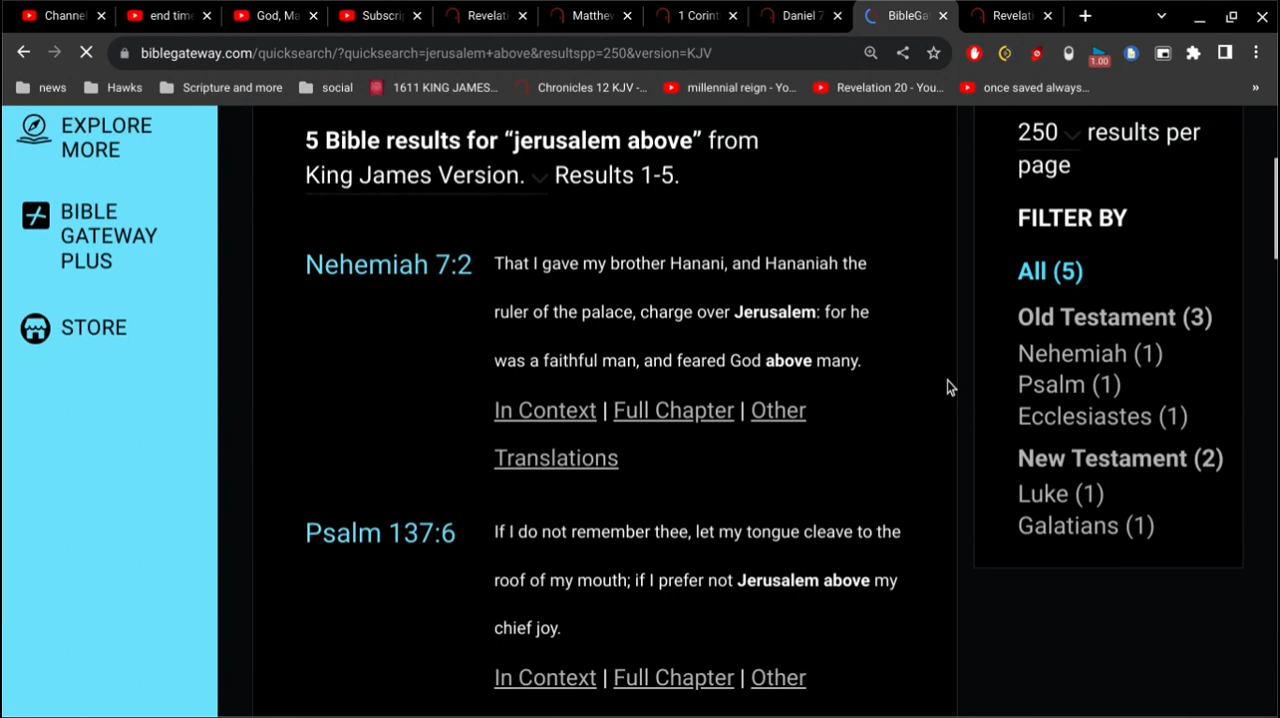 Channel
end time
God, Ma
Subscri
Revelati
Matthew
1 Corint
Daniel 7
BibleGa
Revelati
biblegateway.com/quicksearch/?quicksearch=jerusalem+above&resultspp=250&version=KJV
1.00
news
Hawks
Scripture and more
social
1611 KING JAMES...
Chronicles 12 KJV -...
millennial reign - Yo...
Revelation 20 - You...
once saved always...
»
EXPLORE
MORE
BIBLE
GATEWAY
PLUS
STORE
5 Bible results for “jerusalem above” from
King James Version. Results 1-5.
Nehemiah 7:2
That I gave my brother Hanani, and Hananiah the
ruler of the palace, charge over Jerusalem: for he
was a faithful man, and feared God above many.
In Context | Full Chapter | Other
Translations
Psalm 137:6
If I do not remember thee, let my tongue cleave to the
roof of my mouth; if I prefer not Jerusalem above my
chief joy.
In Context | Full Chapter | Other
250 results per
page
FILTER BY
All (5)
Old Testament (3)
Nehemiah (1)
Psalm (1)
Ecclesiastes (1)
New Testament (2)
Luke (1)
Galatians (1)